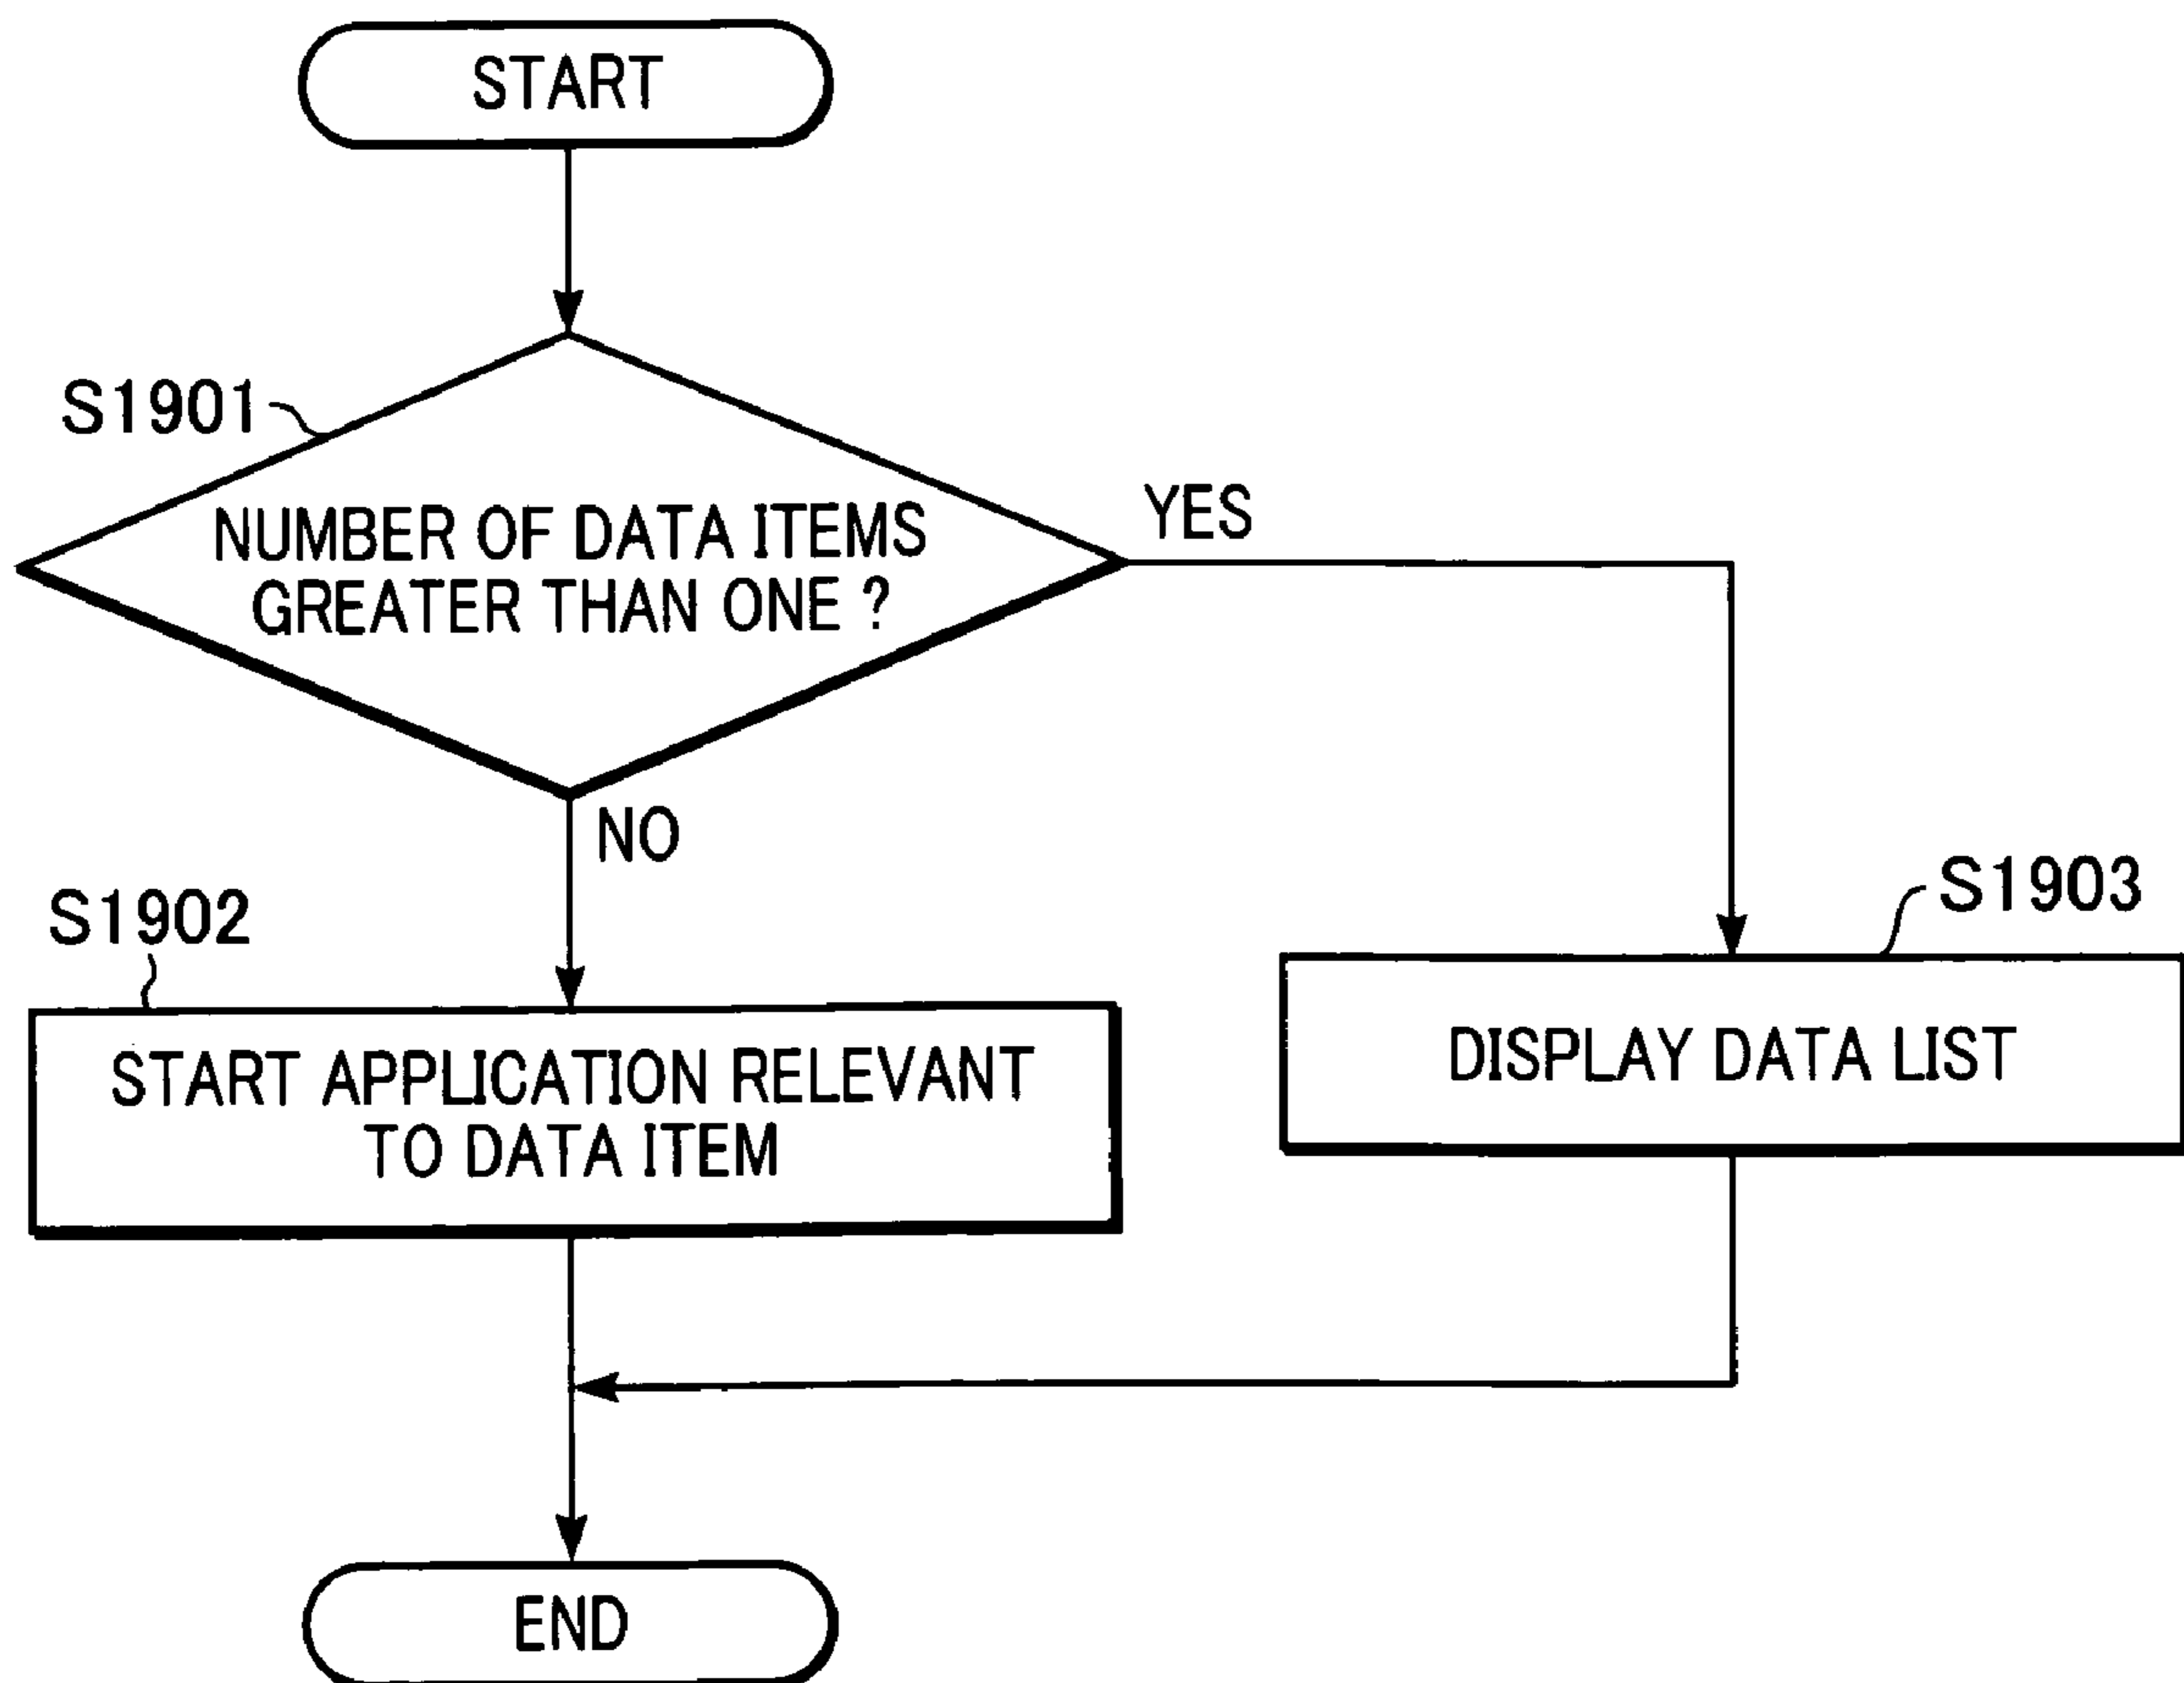 START
S1901
NUMBER OF DATA ITEMS
GREATER THAN ONE ?
YES
NO
S1902
START APPLICATION RELEVANT
TO DATA ITEM
S1903
DISPLAY DATA LIST
END